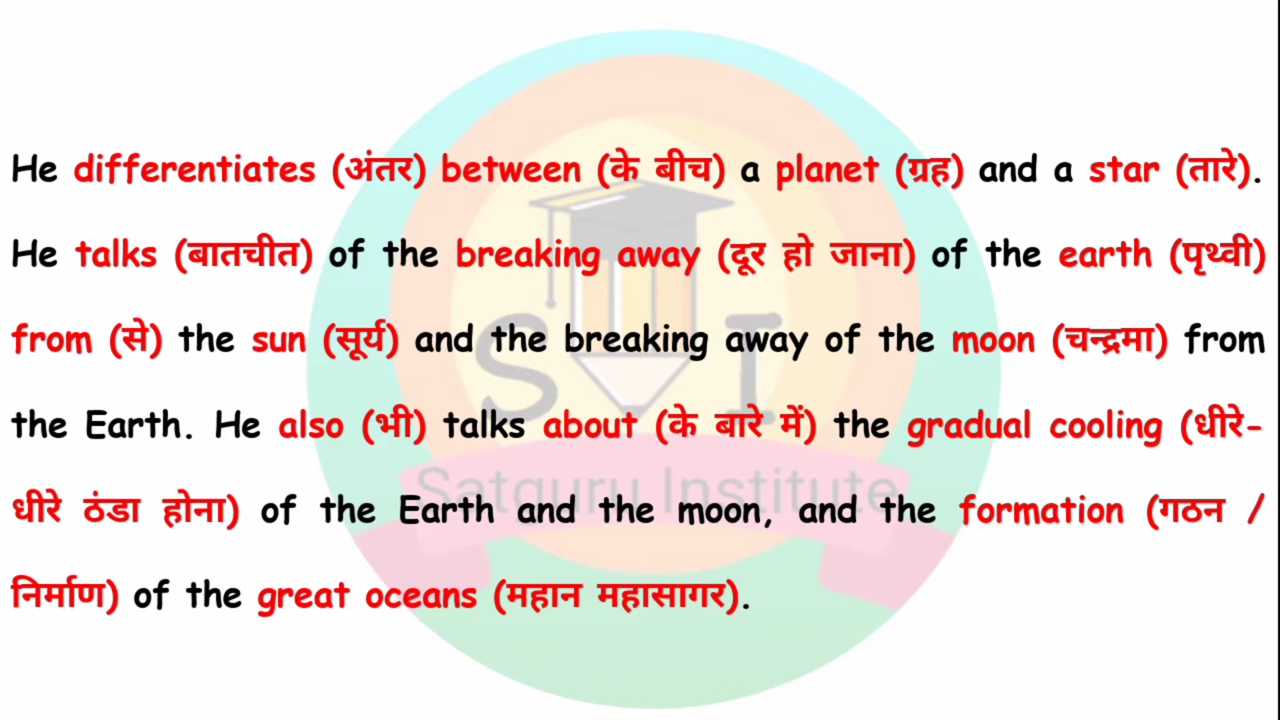 He differentiates (अंतर) between (के बीच) a planet (ग्रह) and a star (तारे).
He talks (बातचीत) of the breaking away (दूर हो जाना) of the earth (पृथ्वी)
from (से) the sun (सूर्य) and the breaking away of the moon (चन्द्रमा) from
the Earth. He also (भी) talks about (के बारे में) the gradual cooling (धीरे-
धीरे ठंडा होना) of the Earth and the moon, and the formation (गठन /
निर्माण) of the great oceans (महान महासागर).
S I
Satguru Institute